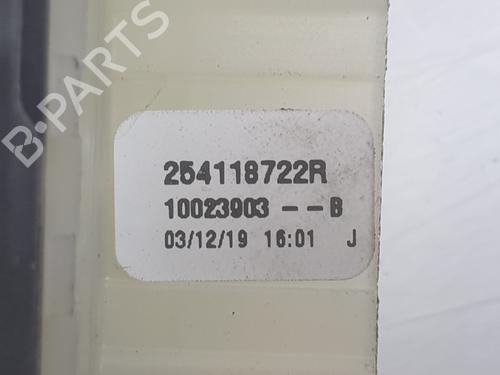 B-PARTS
254118722R
10023903 -- B
03/12/19 16:01 J